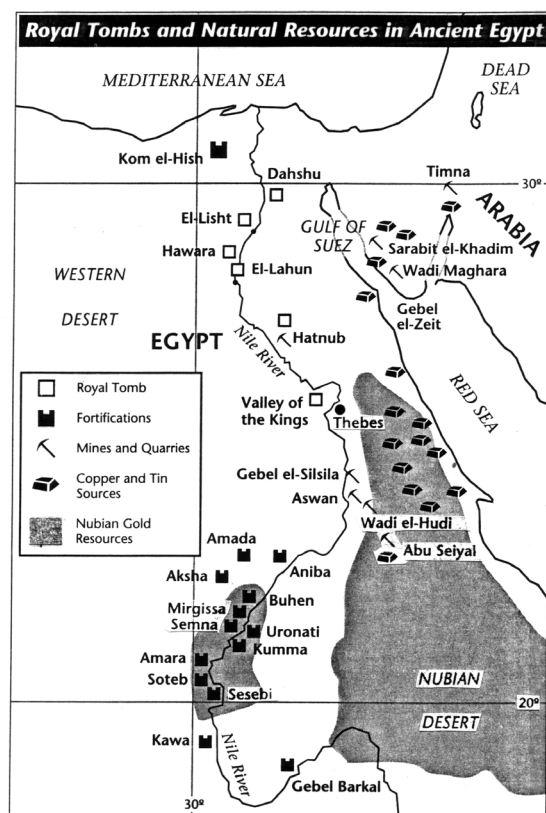 Royal Tombs and Natural Resources in Ancient Egypt
MEDITERRANEAN SEA
DEAD
SEA
Kom el-Hish
Dahshu
Timna
30º
ARABIA
El-Lisht
GULF OF
SUEZ
Sarabit el-Khadim
Hawara
WESTERN
El-Lahun
Wadi Maghara
DESERT
Gebel
el-Zeit
EGYPT
Nile River
Hatnub
RED SEA
Royal Tomb
Fortifications
Mines and Quarries
Copper and Tin
Sources
Nubian Gold
Resources
Valley of
the Kings
Thebes
Gebel el-Silsila
Aswan
Wadi el-Hudi
Amada
Abu Seiyal
Aniba
Aksha
Buhen
Mirgissa
Semna
Uronati
Kumma
Amara
NUBIAN
Soteb
Sesebi
20º
DESERT
Kawa
Nile River
Gebel Barkal
30º